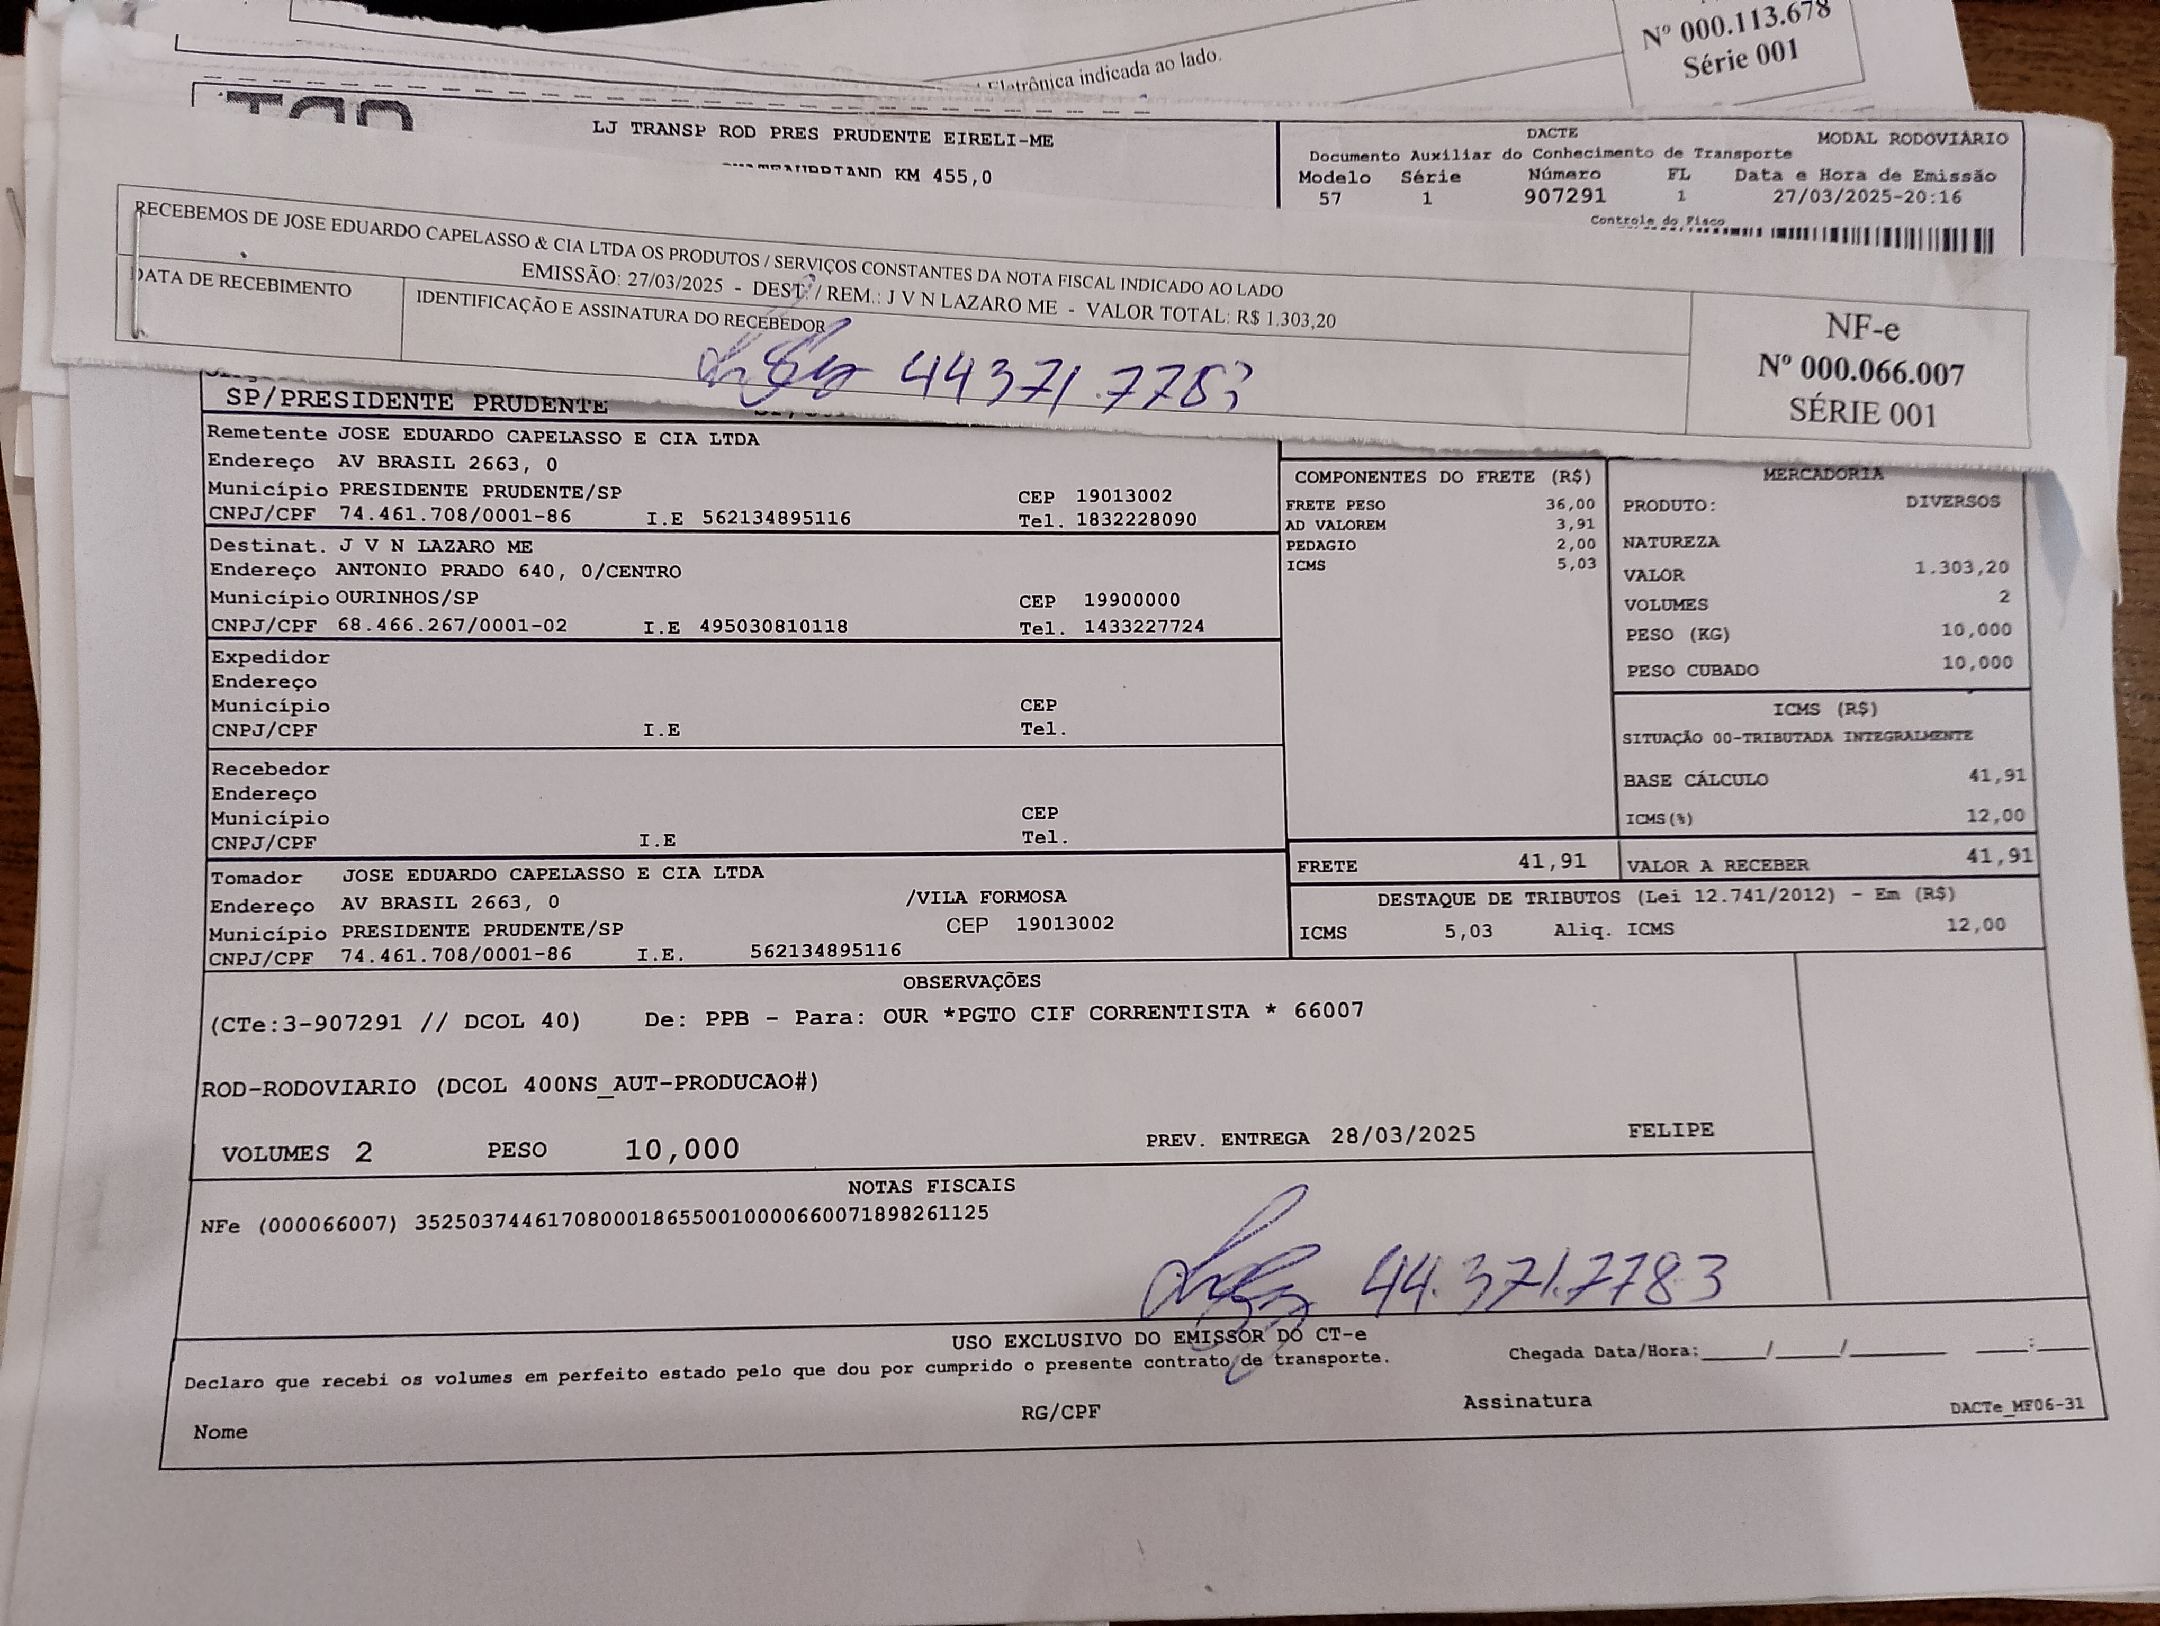 Nº 000.113.678
Série 001
Eletrônica indicada ao lado.
LJ TRANSP ROD PRES PRUDENTE EIRELI-ME
KM 455,0
DACTE
MODAL RODOVIÁRIO
Documento Auxiliar do Conhecimento de Transporte
Modelo Série Número FL Data e Hora de Emissão
57 1 907291 1 27/03/2025-20:16
Controle do Fisco
RECEBEMOS DE JOSE EDUARDO CAPELASSO & CIA LTDA OS PRODUTOS / SERVIÇOS CONSTANTES DA NOTA FISCAL INDICADO AO LADO
EMISSÃO: 27/03/2025 - DEST. / REM.: J V N LAZARO ME - VALOR TOTAL: R$ 1.303,20
DATA DE RECEBIMENTO
IDENTIFICAÇÃO E ASSINATURA DO RECEBEDOR
44371.7783
NF-e
Nº 000.066.007
SÉRIE 001
SP/PRESIDENTE PRUDENTE
Remetente JOSE EDUARDO CAPELASSO E CIA LTDA
Endereço AV BRASIL 2663, 0
Município PRESIDENTE PRUDENTE/SP CEP 19013002
CNPJ/CPF 74.461.708/0001-86 I.E 562134895116 Tel. 1832228090
Destinat. J V N LAZARO ME
Endereço ANTONIO PRADO 640, 0/CENTRO
Município OURINHOS/SP CEP 19900000
CNPJ/CPF 68.466.267/0001-02 I.E 495030810118 Tel. 1433227724
Expedidor
Endereço
Município CEP
CNPJ/CPF I.E Tel.
Recebedor
Endereço
Município CEP
CNPJ/CPF I.E Tel.
Tomador JOSE EDUARDO CAPELASSO E CIA LTDA
Endereço AV BRASIL 2663, 0 /VILA FORMOSA
Município PRESIDENTE PRUDENTE/SP CEP 19013002
CNPJ/CPF 74.461.708/0001-86 I.E. 562134895116
COMPONENTES DO FRETE (R$)
FRETE PESO 36,00
AD VALOREM 3,91
PEDAGIO 2,00
ICMS 5,03
MERCADORIA
PRODUTO: DIVERSOS
NATUREZA
VALOR 1.303,20
VOLUMES 2
PESO (KG) 10,000
PESO CUBADO 10,000
ICMS (R$)
SITUAÇÃO 00-TRIBUTADA INTEGRALMENTE
BASE CÁLCULO 41,91
ICMS(%) 12,00
FRETE 41,91 VALOR A RECEBER 41,91
DESTAQUE DE TRIBUTOS (Lei 12.741/2012) - Em (R$)
ICMS 5,03 Aliq. ICMS 12,00
OBSERVAÇÕES
(CTe:3-907291 // DCOL 40) De: PPB - Para: OUR *PGTO CIF CORRENTISTA * 66007
ROD-RODOVIARIO (DCOL 400NS_AUT-PRODUCAO#)
VOLUMES 2 PESO 10,000 PREV. ENTREGA 28/03/2025 FELIPE
NOTAS FISCAIS
NFe (000066007) 35250374461708000186550010000660071898261125
44.371.7783
USO EXCLUSIVO DO EMISSOR DO CT-e
Declaro que recebi os volumes em perfeito estado pelo que dou por cumprido o presente contrato de transporte. Chegada Data/Hora:____/____/______ ___:___
Nome RG/CPF Assinatura DACTe_MF06-31